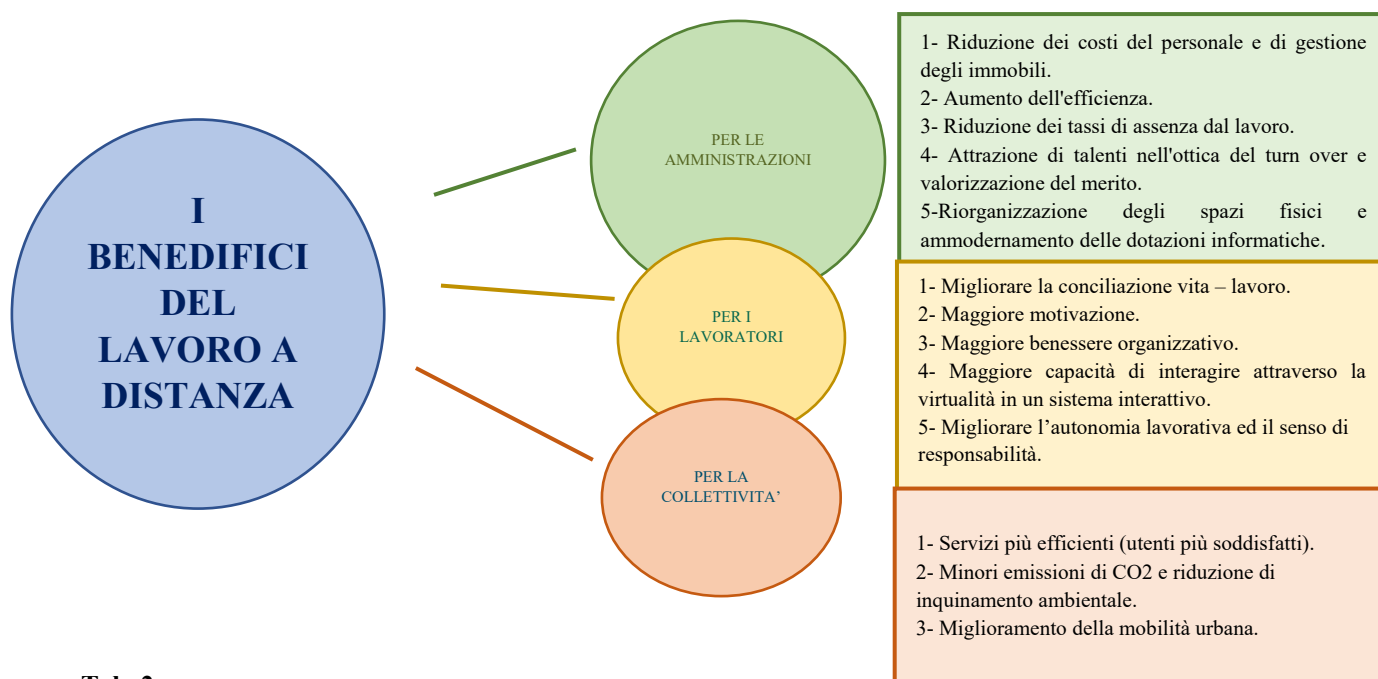 I
BENEDIFICI
DEL
LAVORO A
DISTANZA
PER LE
AMMINISTRAZIONI
1- Riduzione dei costi del personale e di gestione
degli immobili.
2- Aumento dell'efficienza.
3- Riduzione dei tassi di assenza dal lavoro.
4- Attrazione di talenti nell'ottica del turn over e
valorizzazione del merito.
5-Riorganizzazione degli spazi fisici e
ammodernamento delle dotazioni informatiche.
PER I
LAVORATORI
1- Migliorare la conciliazione vita – lavoro.
2- Maggiore motivazione.
3- Maggiore benessere organizzativo.
4- Maggiore capacità di interagire attraverso la
virtualità in un sistema interattivo.
5- Migliorare l’autonomia lavorativa ed il senso di
responsabilità.
PER LA
COLLETTIVITA’
1- Servizi più efficienti (utenti più soddisfatti).
2- Minori emissioni di CO2 e riduzione di
inquinamento ambientale.
3- Miglioramento della mobilità urbana.